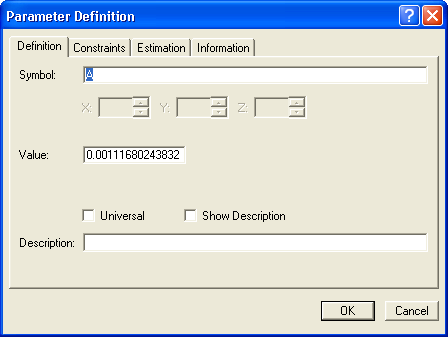 Parameter Definition
Definition Constraints Estimation Information
Symbol: A
X: Y: Z:
Value: 0.00111680243832
Universal Show Description
Description:
OK Cancel